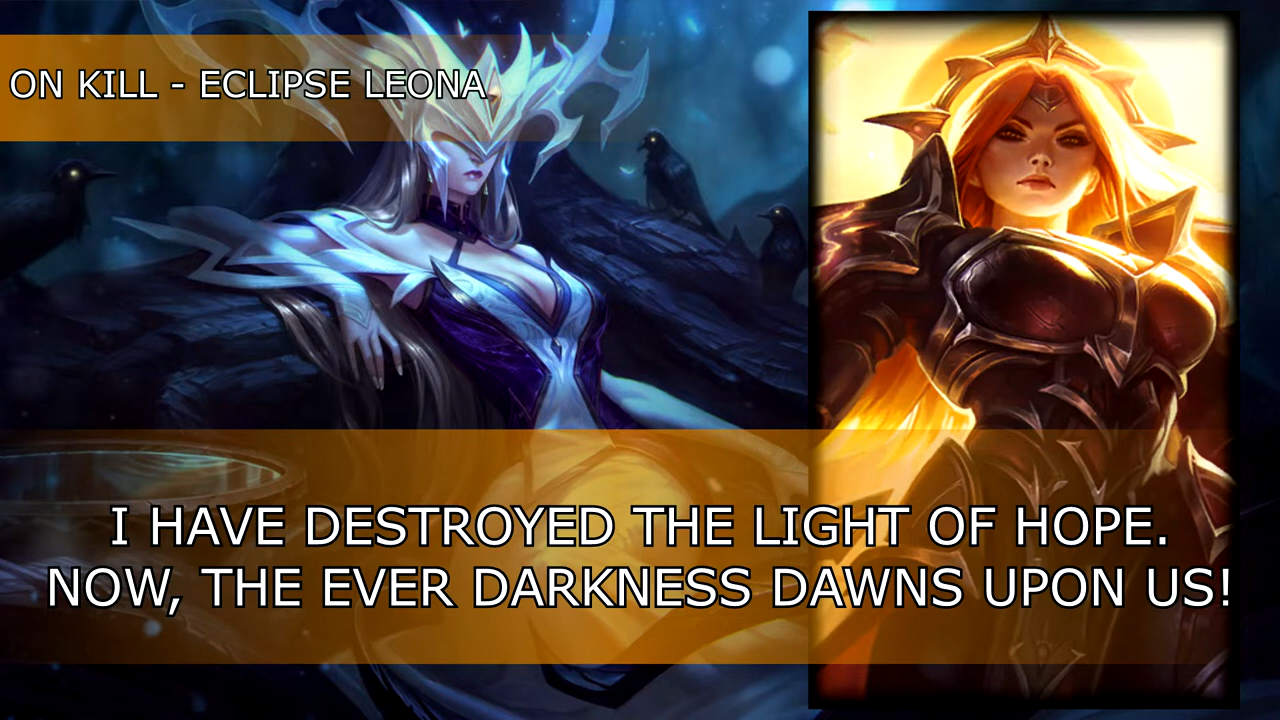 ON KILL - ECLIPSE LEONA
I HAVE DESTROYED THE LIGHT OF HOPE.
NOW, THE EVER DARKNESS DAWNS UPON US!